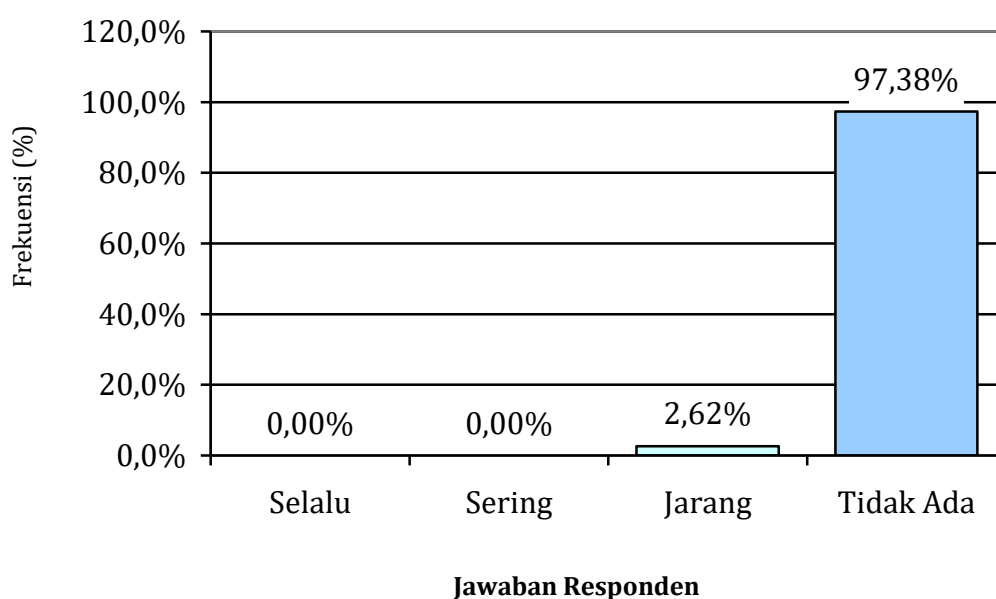 120,0%
100,0%
80,0%
60,0%
40,0%
20,0%
0,0%
Frekuensi (%)
0,00%
0,00%
2,62%
97,38%
Selalu
Sering
Jarang
Tidak Ada
Jawaban Responden